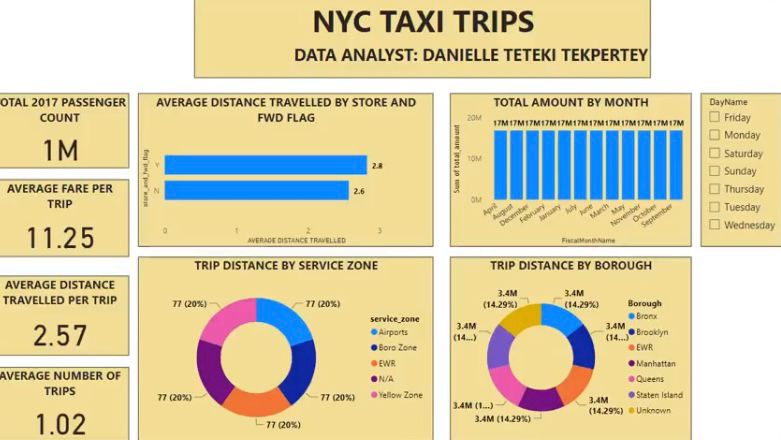 NYC TAXI TRIPS
DATA ANALYST: DANIELLE TETEKI TEKPERTEY
OTAL 2017 PASSENGER
COUNT
1M
AVERAGE FARE PER
TRIP
11.25
AVERAGE DISTANCE
TRAVELLED PER TRIP
2.57
AVERAGE NUMBER OF
TRIPS
1.02
AVERAGE DISTANCE TRAVELLED BY STORE AND
FWD FLAG
store_and_fwd_flag
Y
2.8
N
2.6
0 1 2 3
AVERAGE DISTANCE TRAVELLED
TOTAL AMOUNT BY MONTH
Sum of total_amount
20M
10M
0M
17M 17M 17M 17M 17M 17M 17M 17M 17M 17M 17M 17M
April
August
December
February
January
July
June
March
May
November
October
September
FiscalMonthName
DayName
Friday
Monday
Saturday
Sunday
Thursday
Tuesday
Wednesday
TRIP DISTANCE BY SERVICE ZONE
77 (20%) 77 (20%)
77 (20%) 77 (20%)
77 (20%)
service_zone
Airports
Boro Zone
EWR
N/A
Yellow Zone
TRIP DISTANCE BY BOROUGH
3.4M
(14.29%)
3.4M
(14.29%)
3.4M
(14...)
3.4M
(14...)
3.4M (1...)
3.4M
(14.29%)
3.4M (14.29%)
Borough
Bronx
Brooklyn
EWR
Manhattan
Queens
Staten Island
Unknown